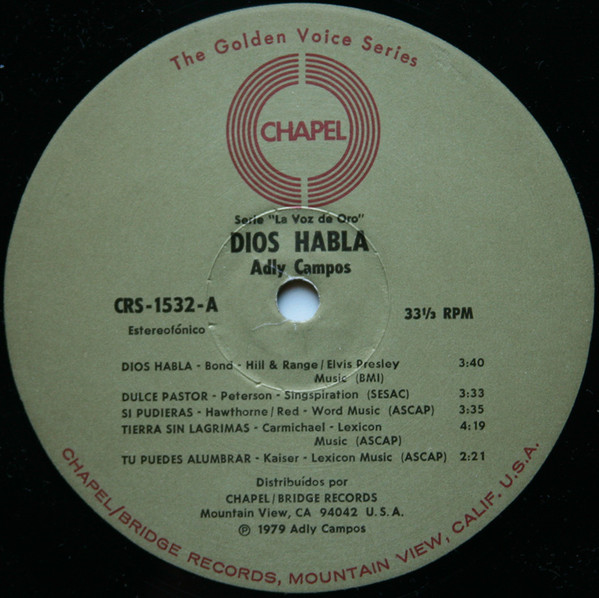 The Golden Voice Series
CHAPEL
Serie "La Voz de Oro"
DIOS HABLA
Adly Campos
CRS-1532-A
33⅓ RPM
Estereofónico
DIOS HABLA - Bond - Hill & Range/Elvis Presley Music (BMI) 3:40
DULCE PASTOR - Peterson - Singspiration (SESAC) 3:33
SI PUDIERAS - Hawthorne/Red - Word Music (ASCAP) 3:35
TIERRA SIN LAGRIMAS - Carmichael - Lexicon Music (ASCAP) 4:19
TU PUEDES ALUMBRAR - Kaiser - Lexicon Music (ASCAP) 2:21
Distribuídos por
CHAPEL/BRIDGE RECORDS
Mountain View, CA 94042 U.S.A.
℗ 1979 Adly Campos
CHAPEL/BRIDGE RECORDS, MOUNTAIN VIEW, CALIF. U.S.A.